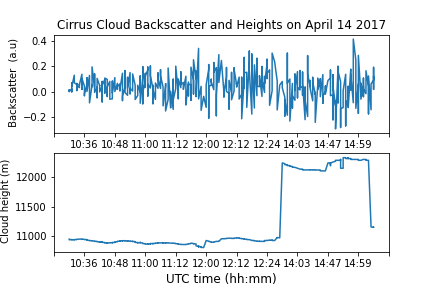 Cirrus Cloud Backscatter and Heights on April 14 2017
Backscatter (a.u)
0.4
0.2
0.0
−0.2
10:36 10:48 11:00 11:12 12:00 12:12 12:24 14:03 14:47 14:59
Cloud height (m)
12000
11500
11000
10:36 10:48 11:00 11:12 12:00 12:12 12:24 14:03 14:47 14:59
UTC time (hh:mm)